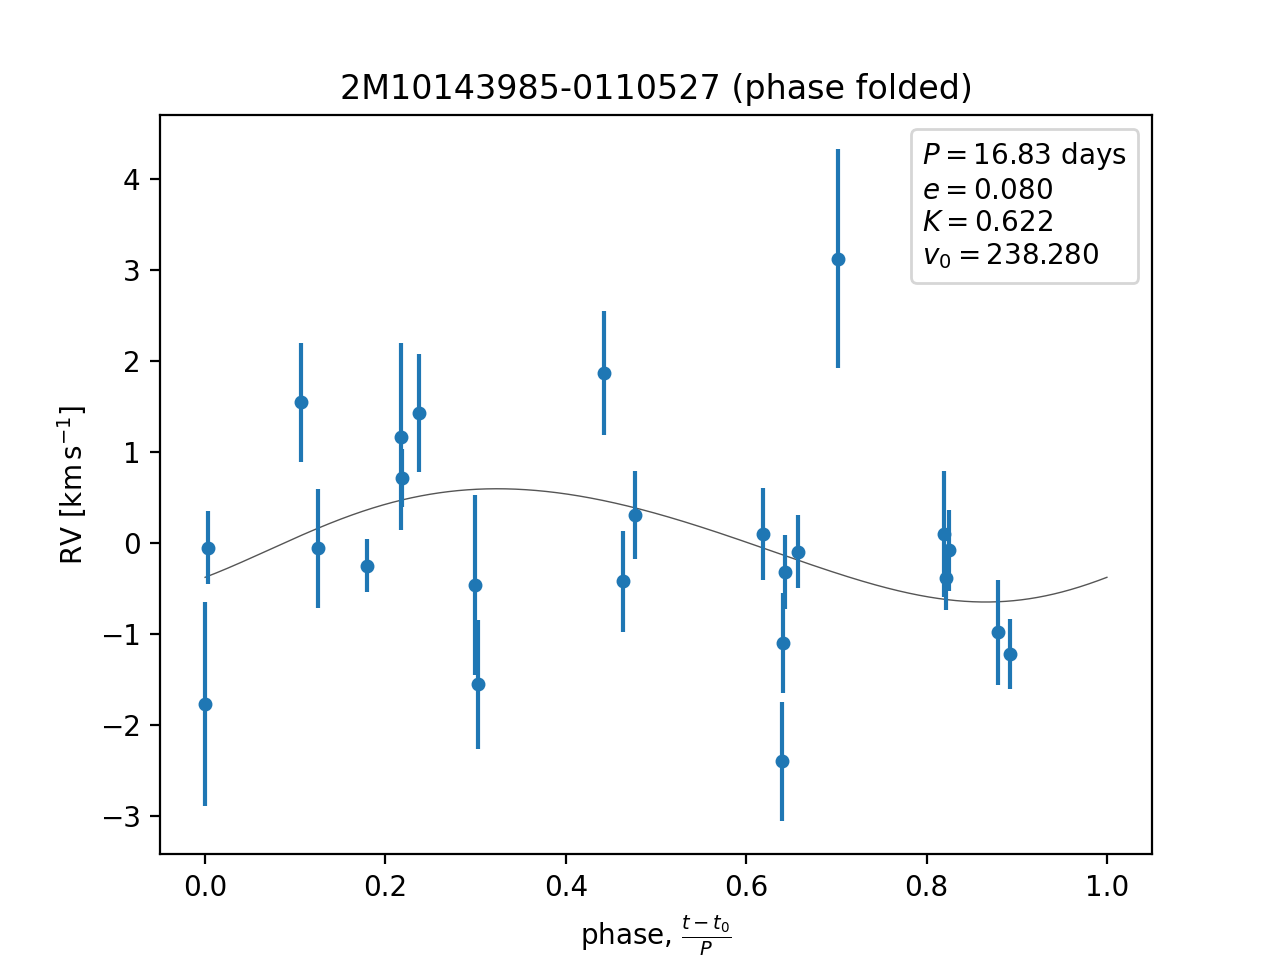 2M10143985-0110527 (phase folded)
P = 16.83 days
e = 0.080
K = 0.622
v₀ = 238.280
4
3
2
1
0
−1
−2
−3
RV [km s⁻¹]
0.0 0.2 0.4 0.6 0.8 1.0
phase, (t − t₀)/P